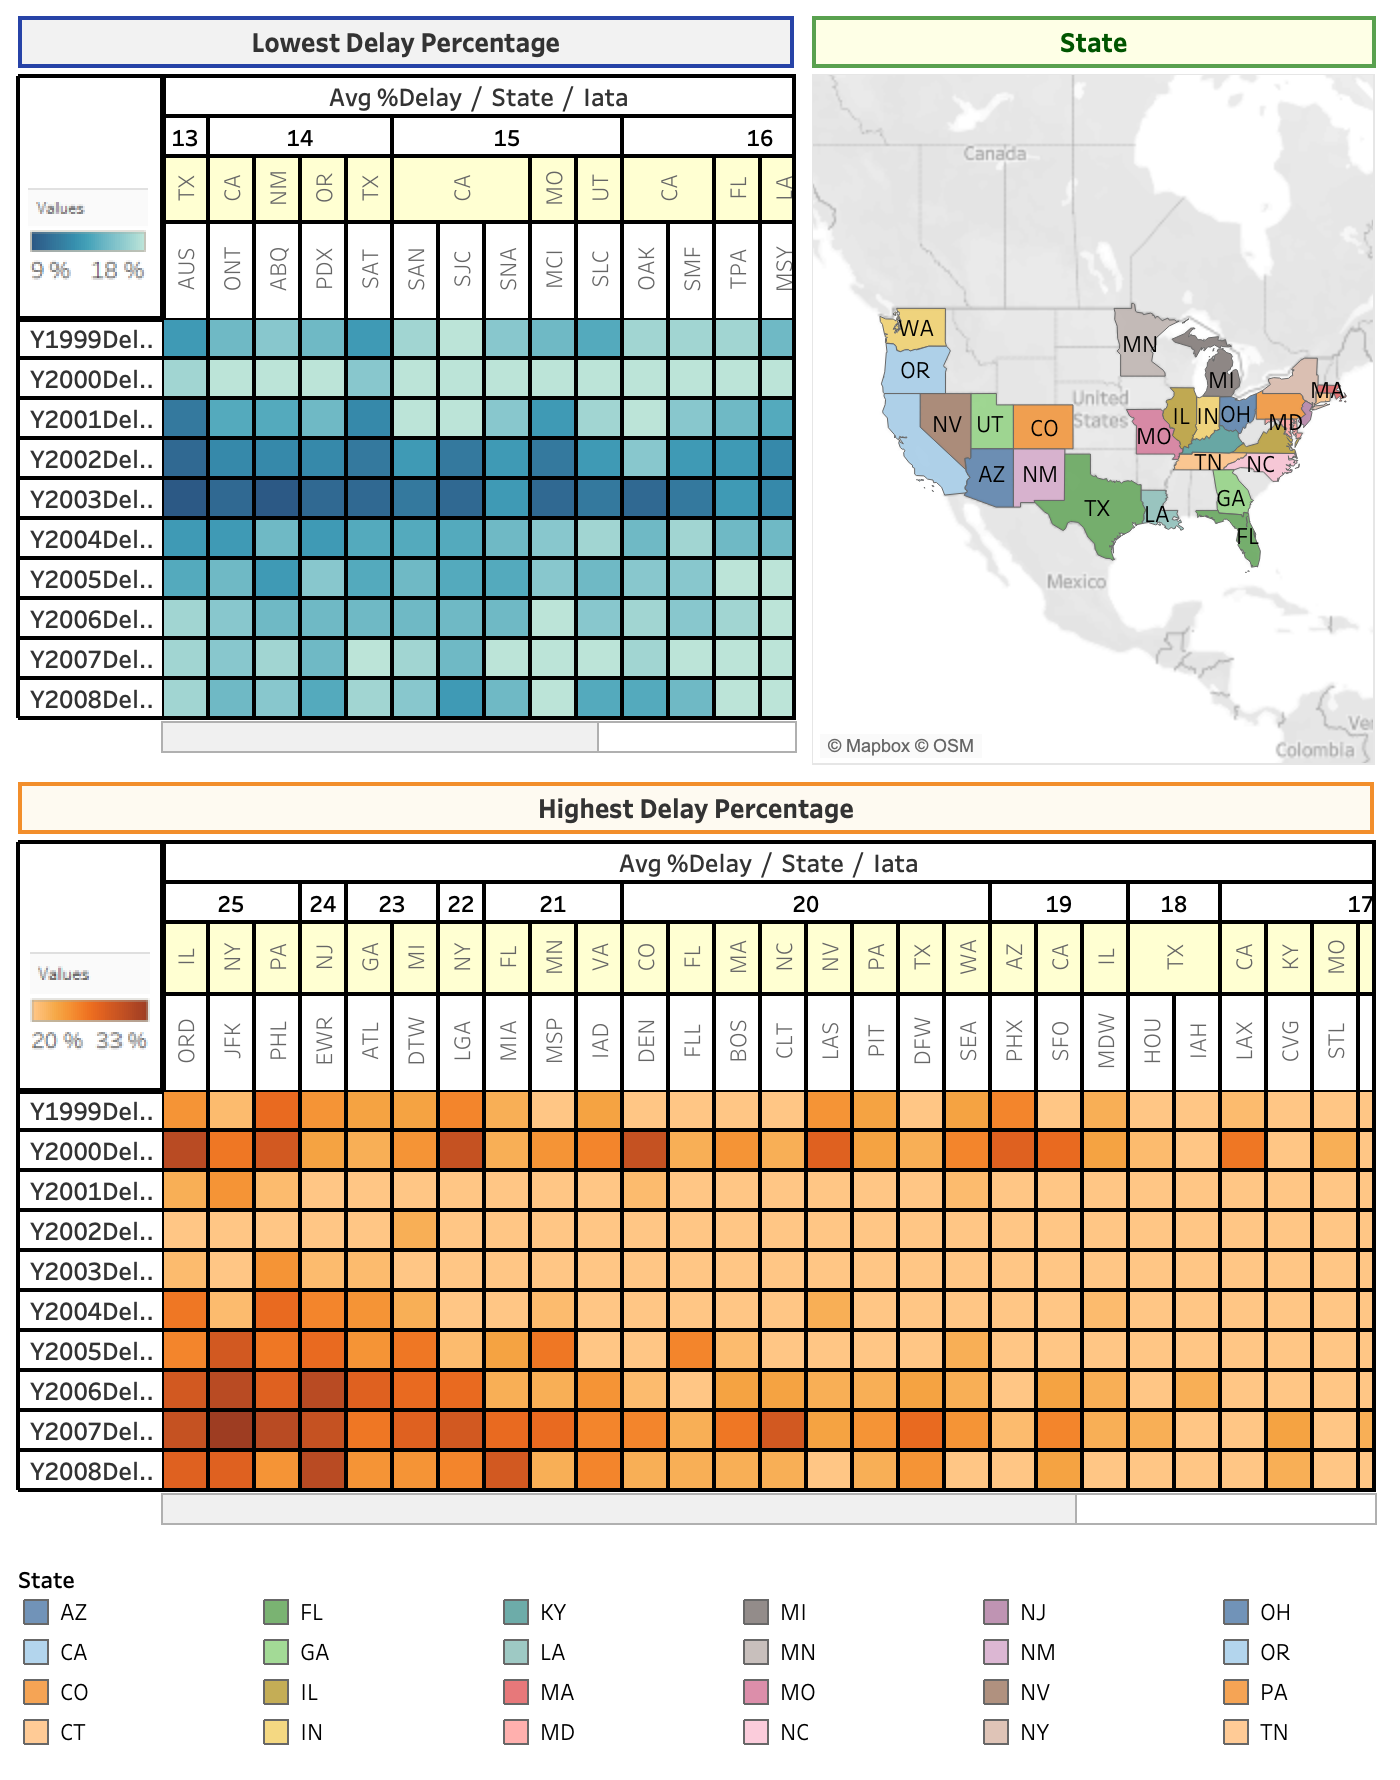 Lowest Delay Percentage
State
Avg %Delay / State / Iata
13 14 15 16
TX CA NM OR TX CA MO UT CA FL LA
Values
9 % 18 %
AUS ONT ABQ PDX SAT SAN SJC SNA MCI SLC OAK SMF TPA MSY
Y1999Del..
Y2000Del..
Y2001Del..
Y2002Del..
Y2003Del..
Y2004Del..
Y2005Del..
Y2006Del..
Y2007Del..
Y2008Del..
Canada
WA
MN
OR
MI
MA
United
States
NV UT CO MO IL IN OH MD
AZ NM TN NC
TX LA GA
FL
Mexico
© Mapbox © OSM
Colombia
Highest Delay Percentage
Avg %Delay / State / Iata
25 24 23 22 21 20 19 18 17
IL NY PA NJ GA MI NY FL MN VA CO FL MA NC NV PA TX WA AZ CA IL TX CA KY MO
Values
20 % 33 %
ORD JFK PHL EWR ATL DTW LGA MIA MSP IAD DEN FLL BOS CLT LAS PIT DFW SEA PHX SFO MDW HOU IAH LAX CVG STL
Y1999Del..
Y2000Del..
Y2001Del..
Y2002Del..
Y2003Del..
Y2004Del..
Y2005Del..
Y2006Del..
Y2007Del..
Y2008Del..
State
AZ FL KY MI NJ OH
CA GA LA MN NM OR
CO IL MA MO NV PA
CT IN MD NC NY TN